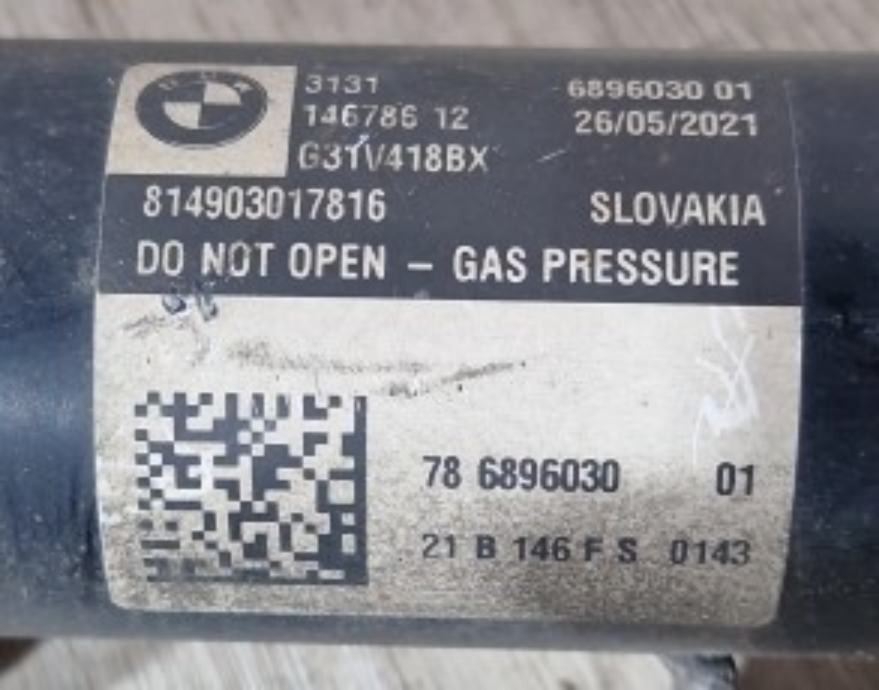 BMW
3131 6896030 01
146786 12 26/05/2021
G31V418BX
814903017816 SLOVAKIA
DO NOT OPEN – GAS PRESSURE
78 6896030 01
21 B 146 F S 0143